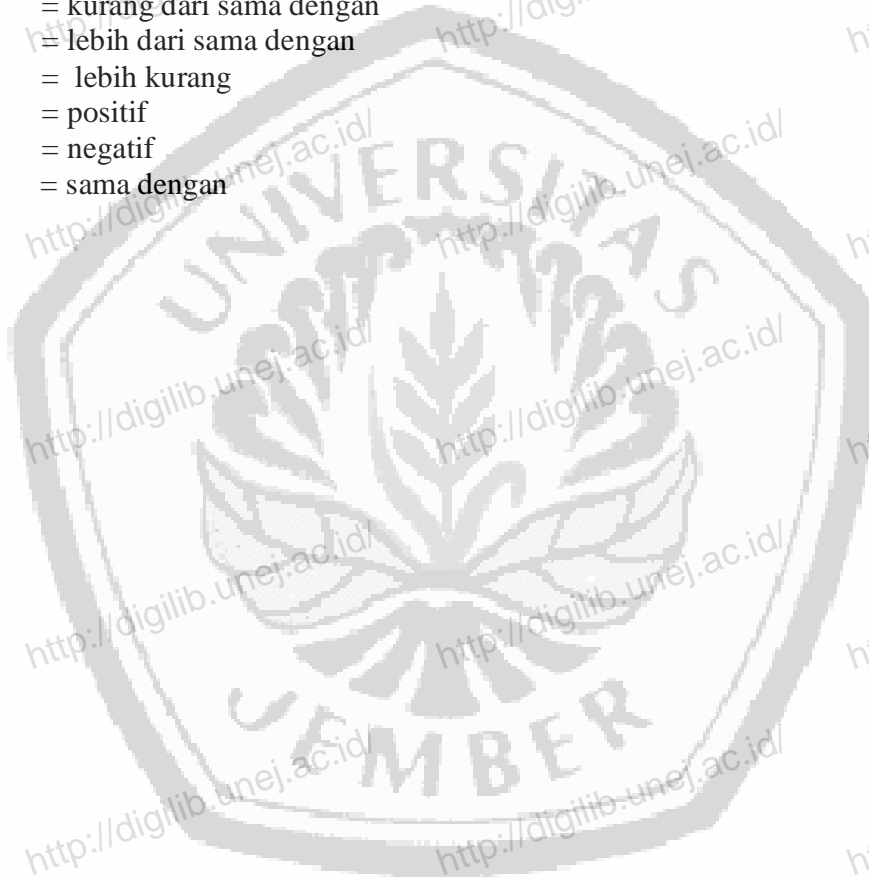 = kurang dari sama dengan
= lebih dari sama dengan
= lebih kurang
= positif
= negatif
= sama dengan
UNIVERSITAS
JEMBER
http://digilib.unej.ac.id/
http://digilib.unej.ac.id/
http://digilib.unej.ac.id/
http://digilib.unej.ac.id/
http://digilib.unej.ac.id/
http://digilib.unej.ac.id/
http://digilib.unej.ac.id/
http://digilib.unej.ac.id/